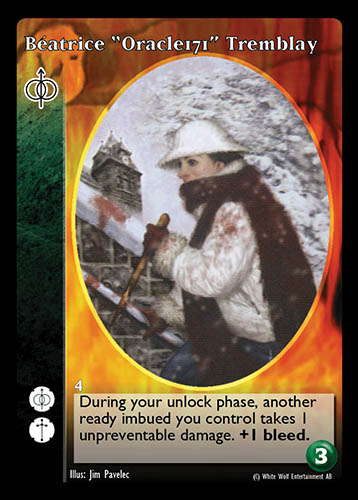 Béatrice "Oracle171" Tremblay
4
During your unlock phase, another
ready imbued you control takes 1
unpreventable damage. +1 bleed.
3
Illus: Jim Pavelec
(C) White Wolf Entertainment AB